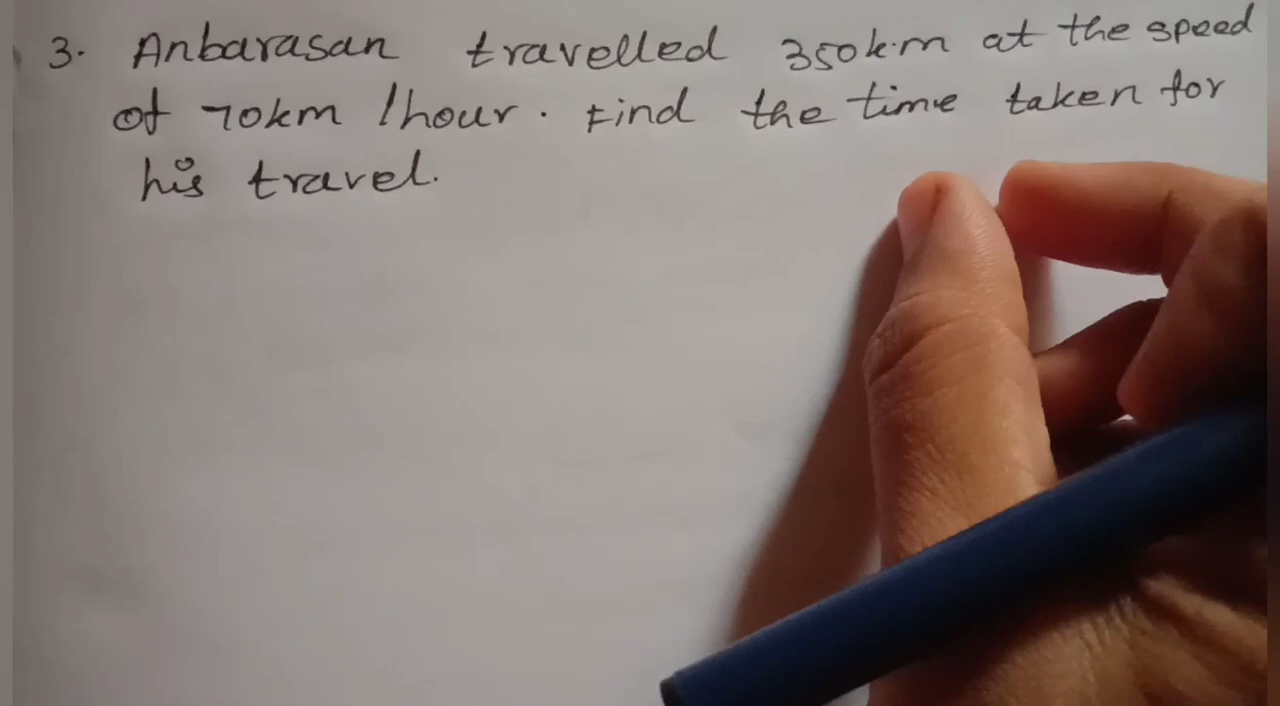 3. Anbarasan travelled 350km at the speed
of 70km /hour. Find the time taken for
his travel.